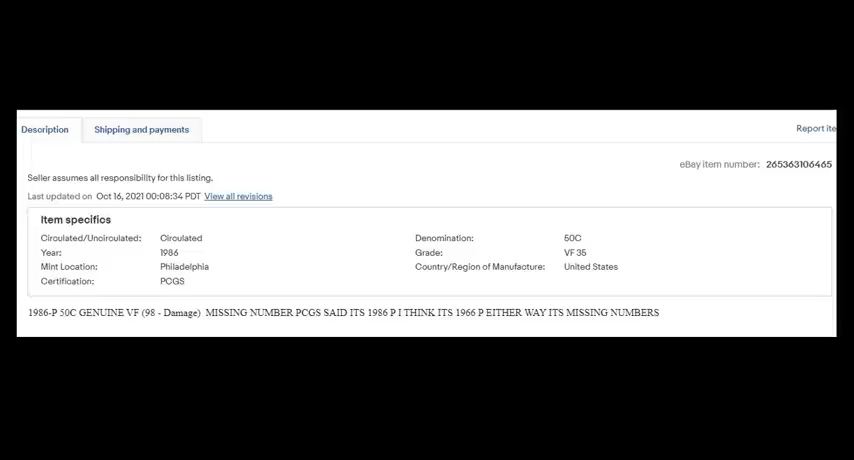 Description Shipping and payments Report ite
eBay item number: 265363106465
Seller assumes all responsibility for this listing.
Last updated on Oct 16, 2021 00:08:34 PDT View all revisions
Item specifics
Circulated/Uncirculated: Circulated Denomination: 50C
Year: 1986 Grade: VF 35
Mint Location: Philadelphia Country/Region of Manufacture: United States
Certification: PCGS
1986-P 50C GENUINE VF (98 - Damage) MISSING NUMBER PCGS SAID ITS 1986 P I THINK ITS 1966 P EITHER WAY ITS MISSING NUMBERS